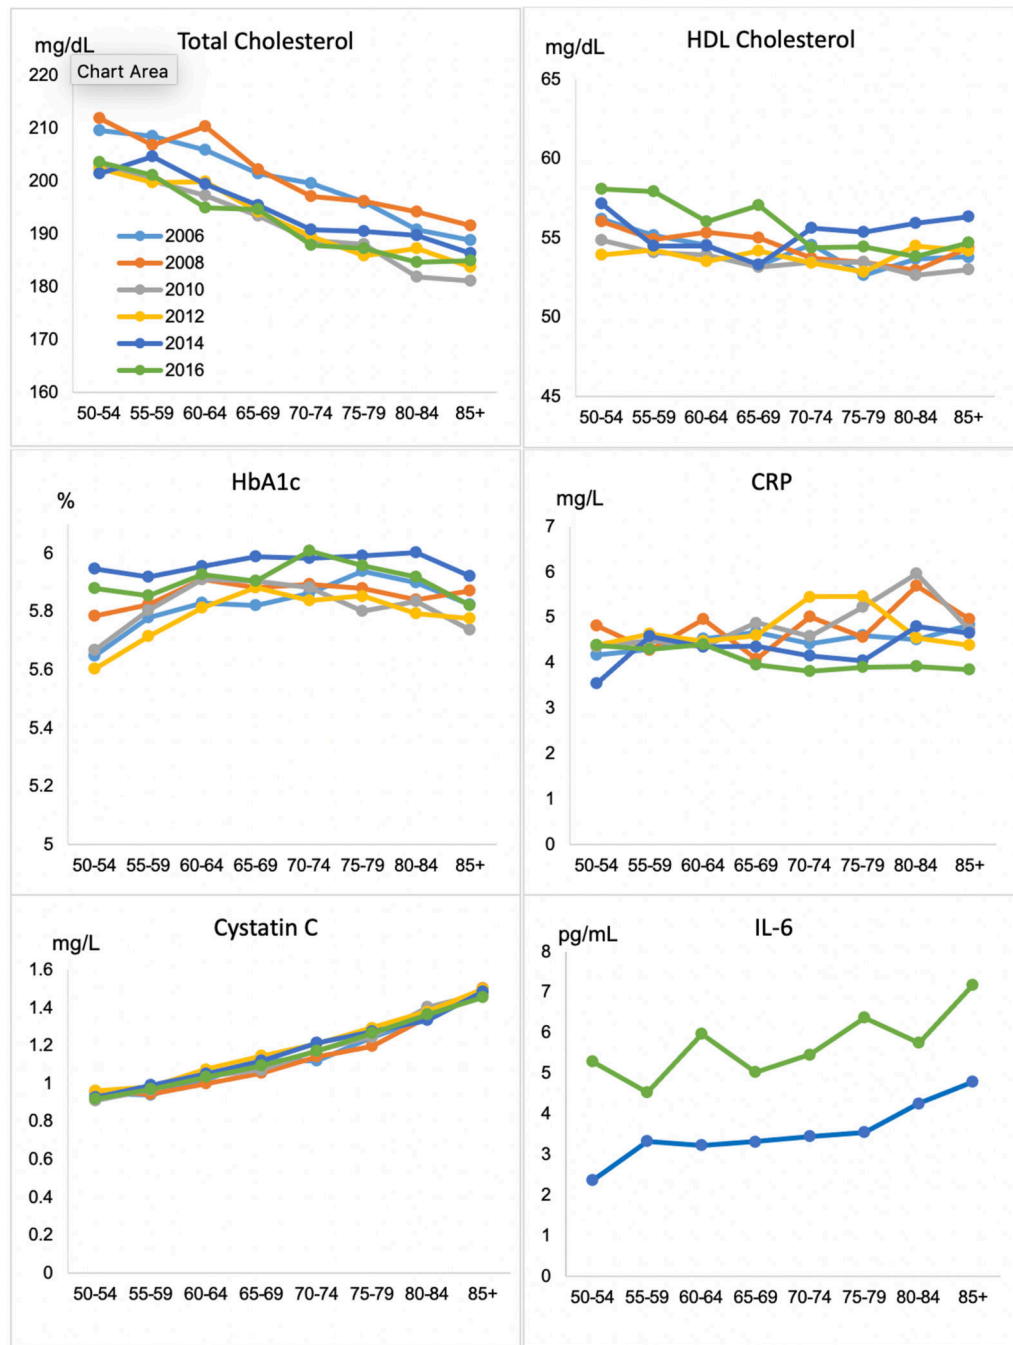 mg/dL
Total Cholesterol
Chart Area
220
210
200
190
180
170
160
2006
2008
2010
2012
2014
2016
50-54 55-59 60-64 65-69 70-74 75-79 80-84 85+
mg/dL
HDL Cholesterol
65
60
55
50
45
50-54 55-59 60-64 65-69 70-74 75-79 80-84 85+
HbA1c
%
6
5.8
5.6
5.4
5.2
5
50-54 55-59 60-64 65-69 70-74 75-79 80-84 85+
CRP
mg/L
7
6
5
4
3
2
1
0
50-54 55-59 60-64 65-69 70-74 75-79 80-84 85+
Cystatin C
mg/L
1.6
1.4
1.2
1
0.8
0.6
0.4
0.2
0
50-54 55-59 60-64 65-69 70-74 75-79 80-84 85+
IL-6
pg/mL
8
7
6
5
4
3
2
1
0
50-54 55-59 60-64 65-69 70-74 75-79 80-84 85+